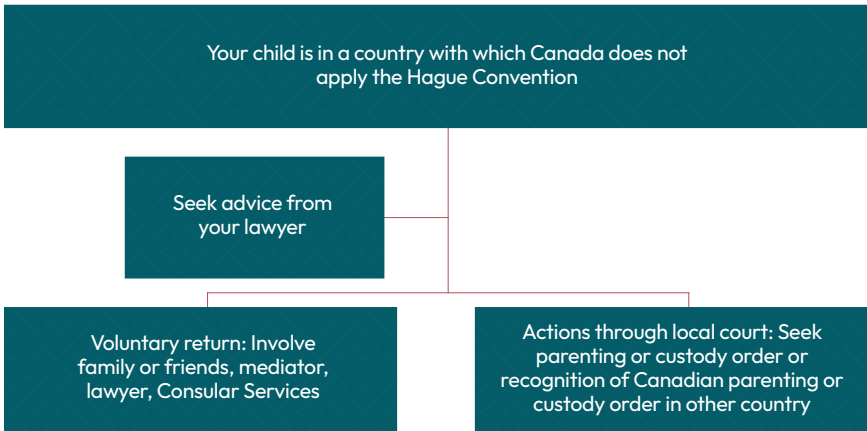 Your child is in a country with which Canada does not
apply the Hague Convention
Seek advice from
your lawyer
Voluntary return: Involve
family or friends, mediator,
lawyer, Consular Services
Actions through local court: Seek
parenting or custody order or
recognition of Canadian parenting or
custody order in other country